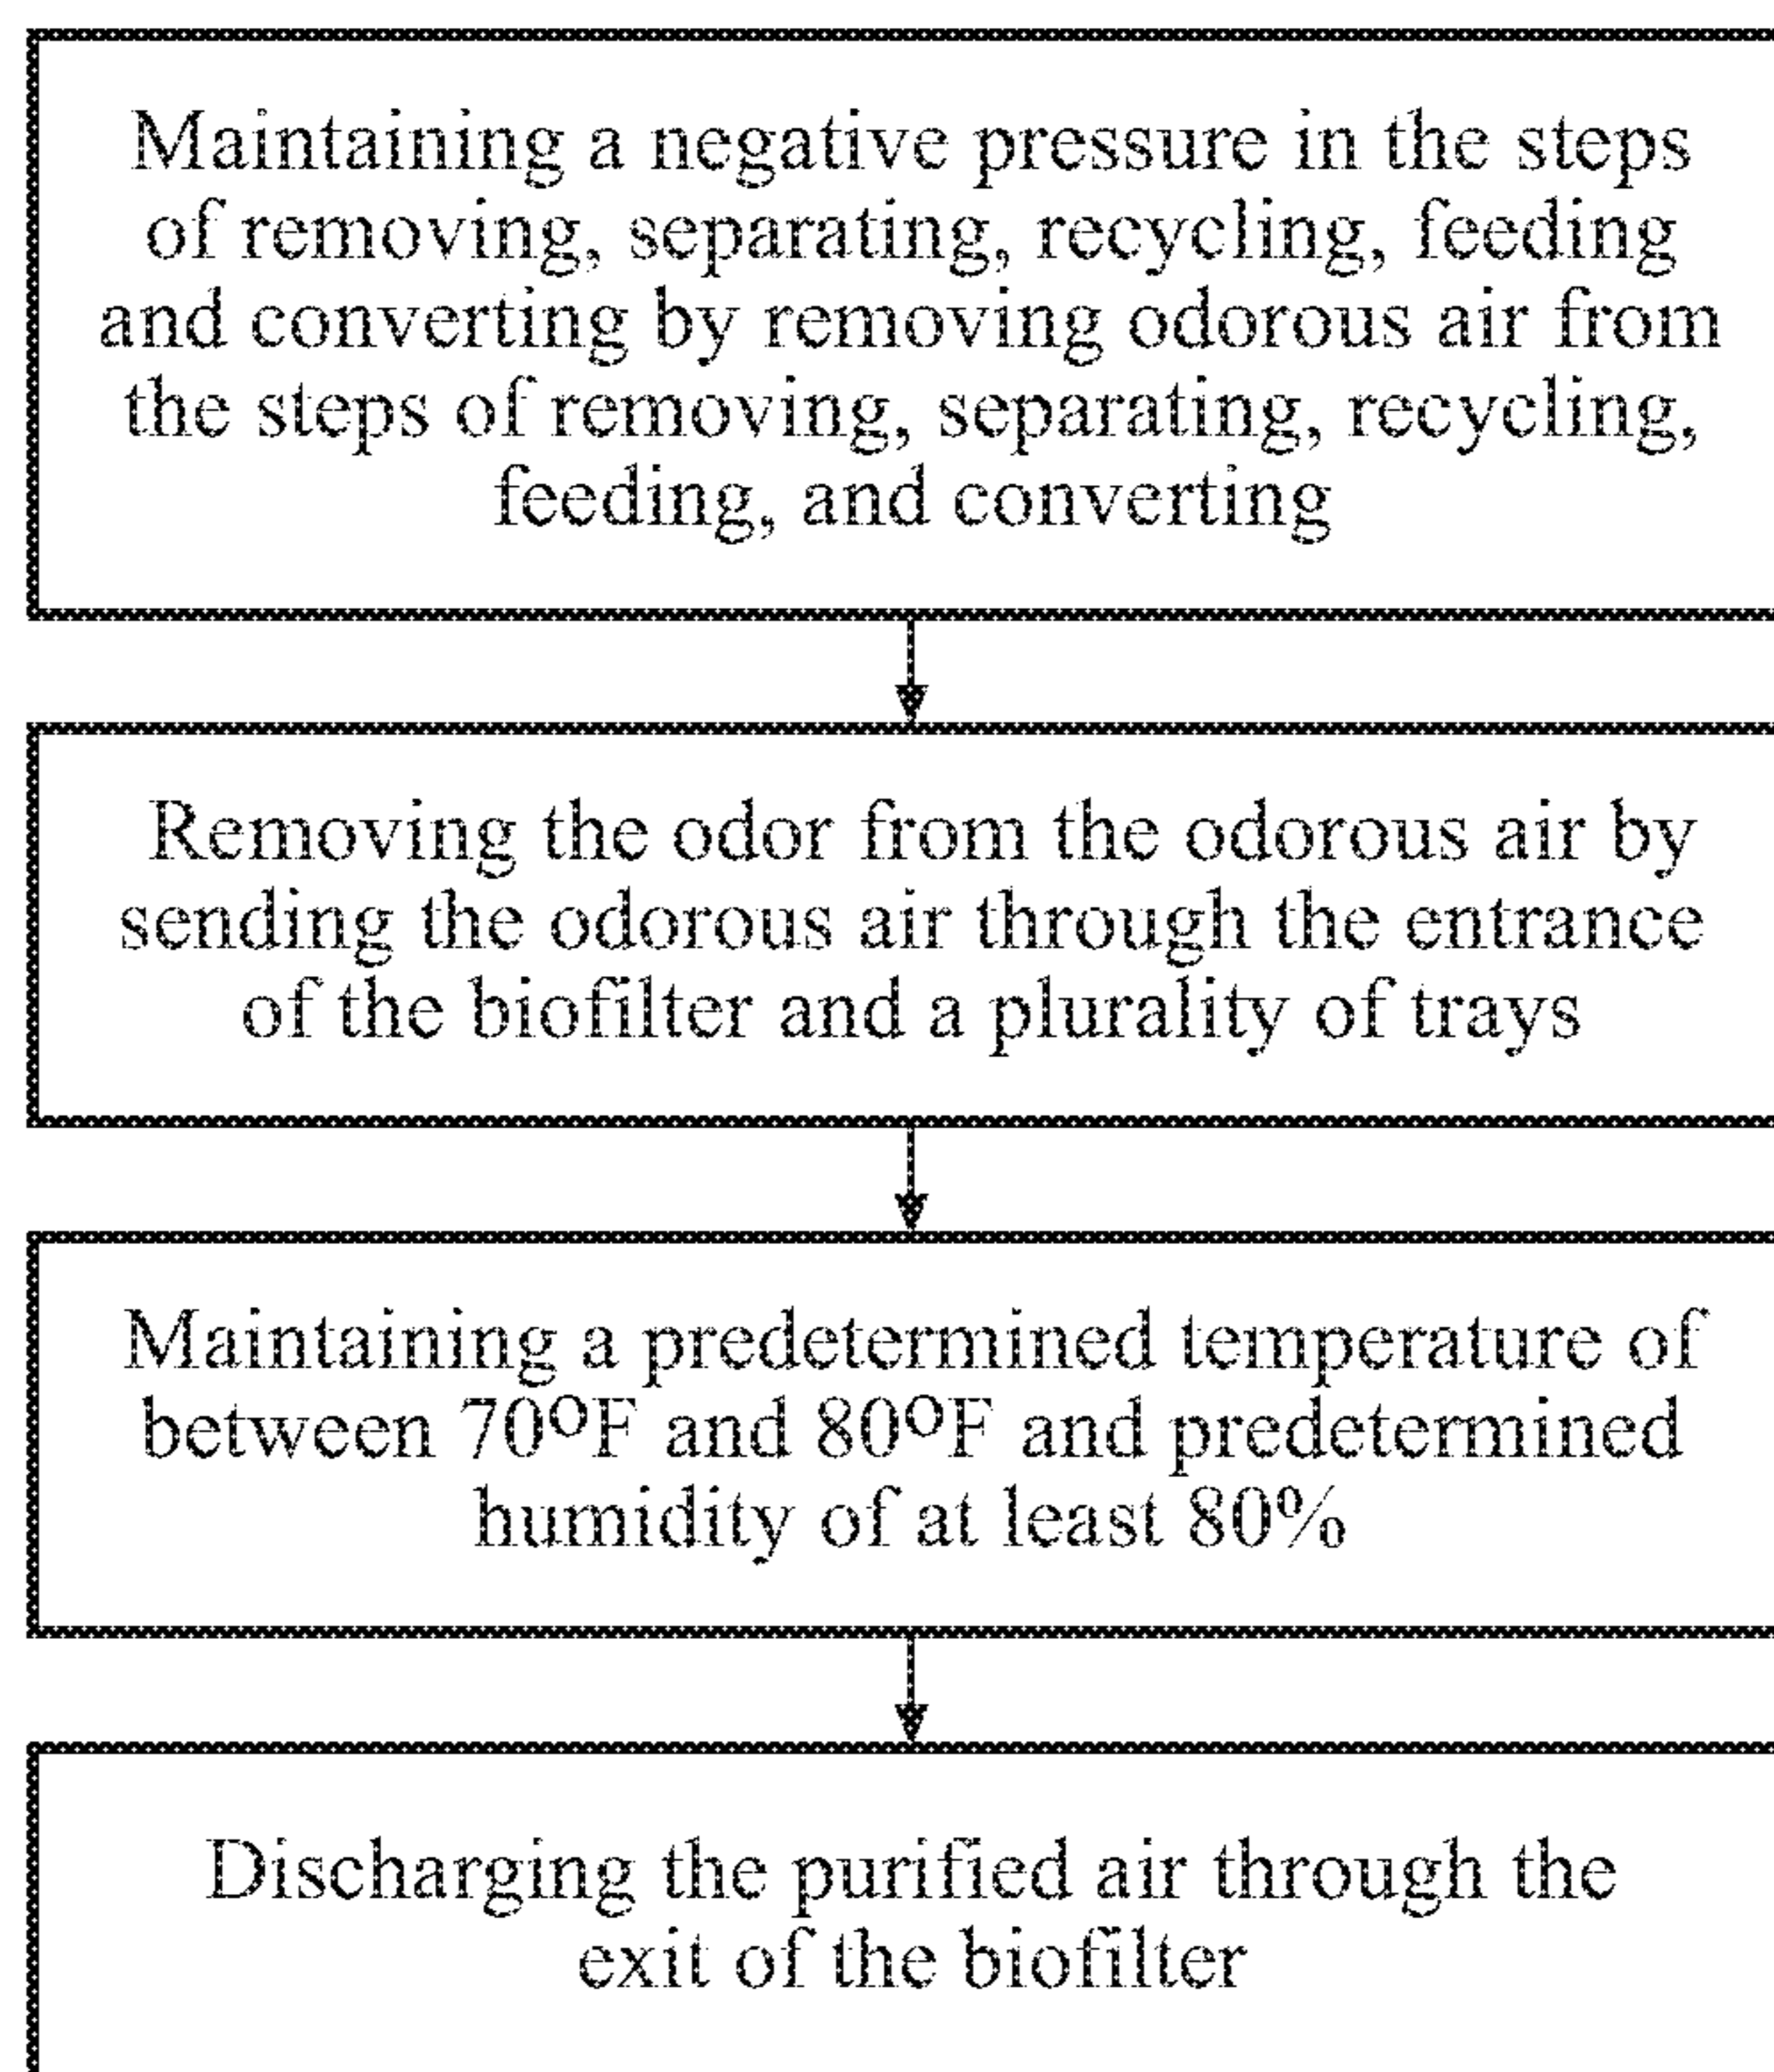 Maintaining a negative pressure in the steps
of removing, separating, recycling, feeding
and converting by removing odorous air from
the steps of removing, separating, recycling,
feeding, and converting
Removing the odor from the odorous air by
sending the odorous air through the entrance
of the biofilter and a plurality of trays
Maintaining a predetermined temperature of
between 70ºF and 80ºF and predetermined
humidity of at least 80%
Discharging the purified air through the
exit of the biofilter